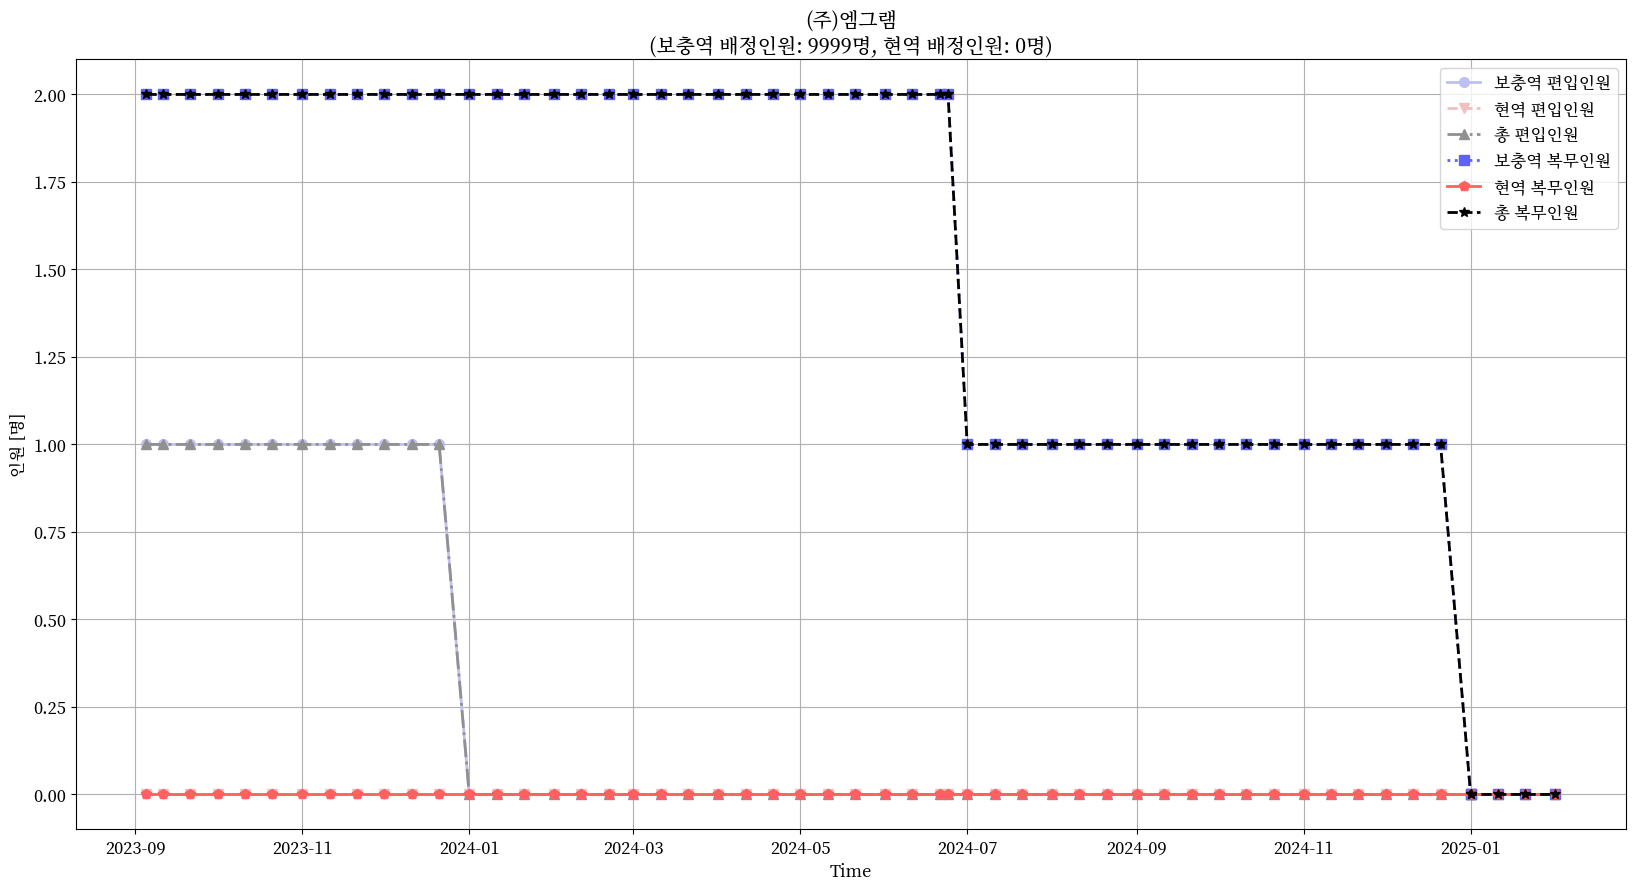 (주)엠그램
(보충역 배정인원: 9999명, 현역 배정인원: 0명)
보충역 편입인원
현역 편입인원
총 편입인원
보충역 복무인원
현역 복무인원
총 복무인원
인원 [명]
2.00
1.75
1.50
1.25
1.00
0.75
0.50
0.25
0.00
2023-09 2023-11 2024-01 2024-03 2024-05 2024-07 2024-09 2024-11 2025-01
Time